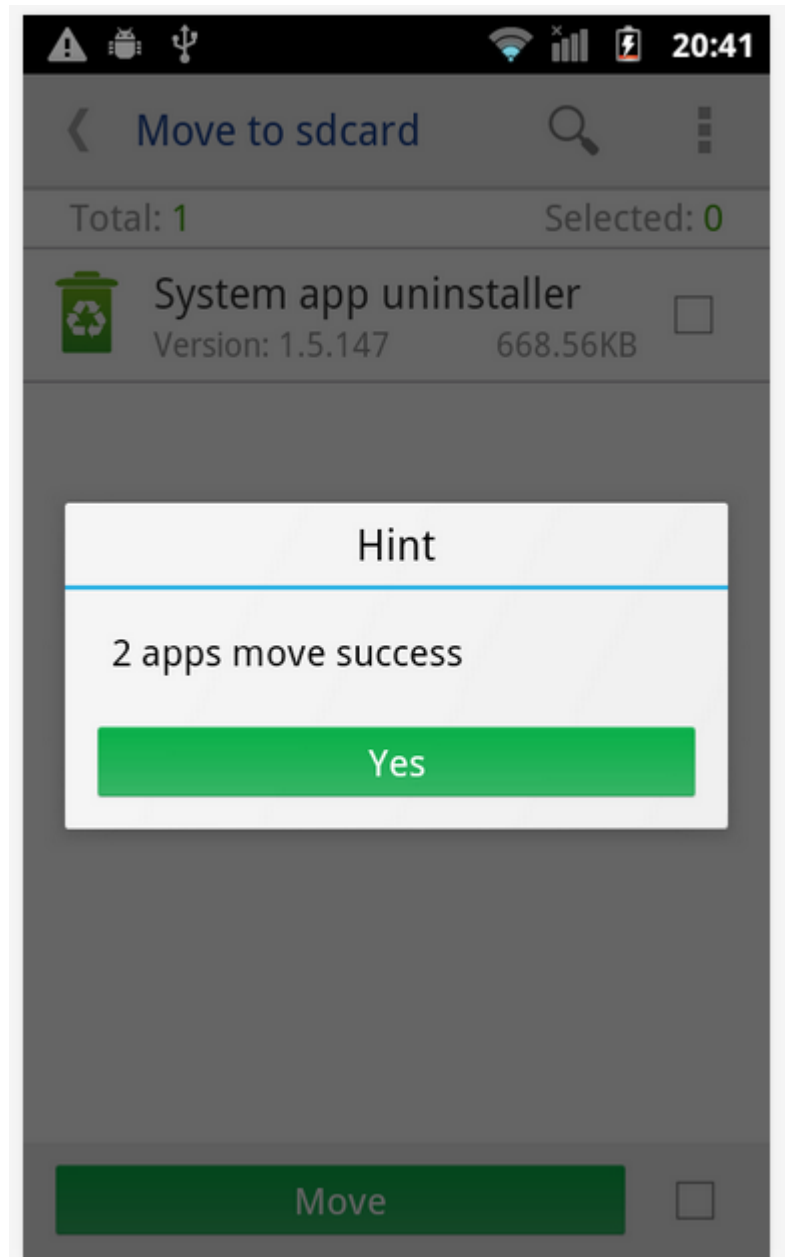 20:41
Move to sdcard
Total: 1 Selected: 0
System app uninstaller
Version: 1.5.147 668.56KB
Hint
2 apps move success
Yes
Move